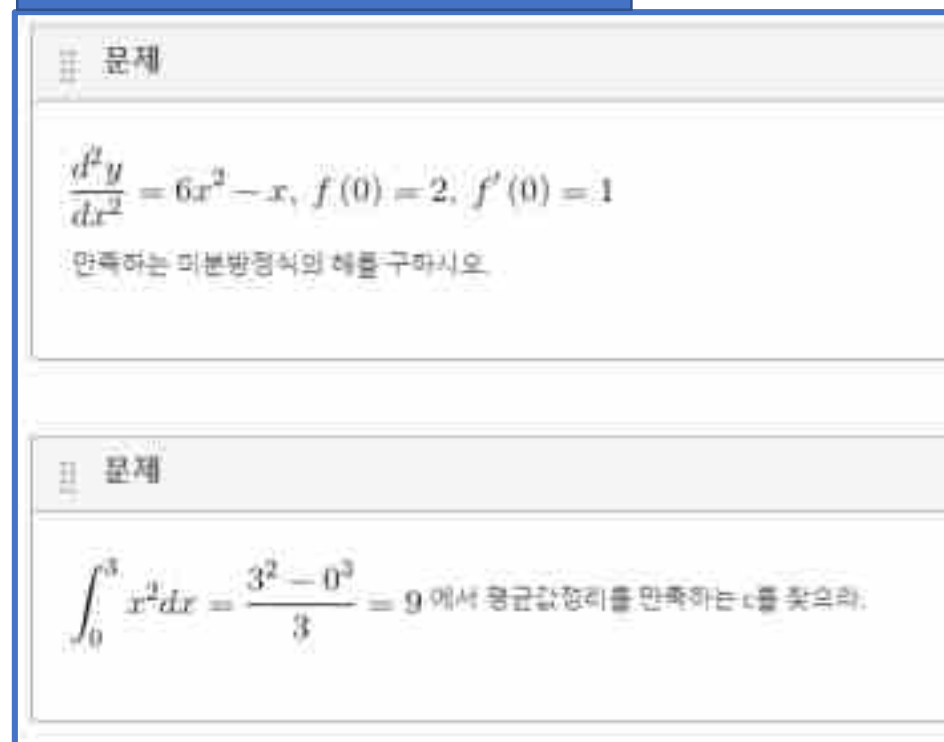 문제
d²y/dx² = 6x² − x, f(0) = 2, f′(0) = 1
만족하는 미분방정식의 해를 구하시오.
문제
∫₀³ x²dx = (3² − 0³)/3 = 9 에서 평균값정리를 만족하는 c를 찾으라.